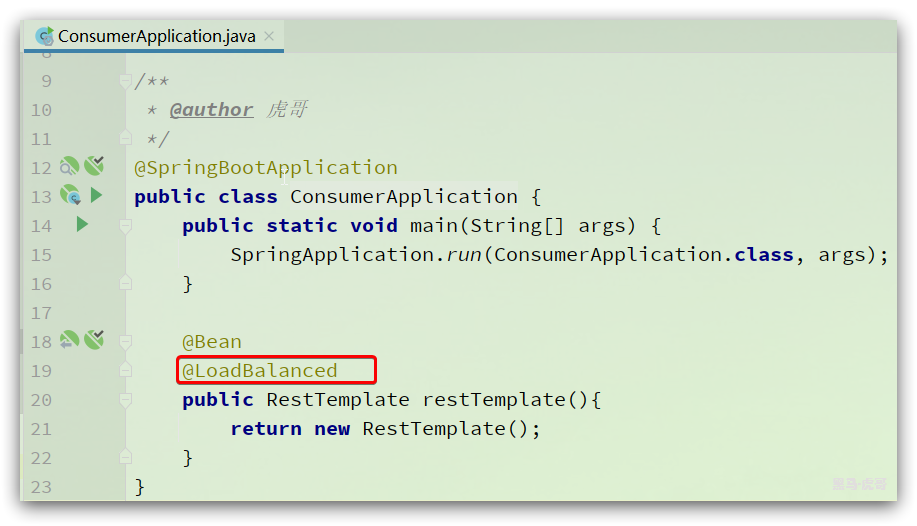 ConsumerApplication.java
8
9 /**
10 * @author 虎哥
11 */
12 @SpringBootApplication
13 public class ConsumerApplication {
14 public static void main(String[] args) {
15 SpringApplication.run(ConsumerApplication.class, args);
16 }
17
18 @Bean
19 @LoadBalanced
20 public RestTemplate restTemplate(){
21 return new RestTemplate();
22 }
23 }
黑马·虎哥